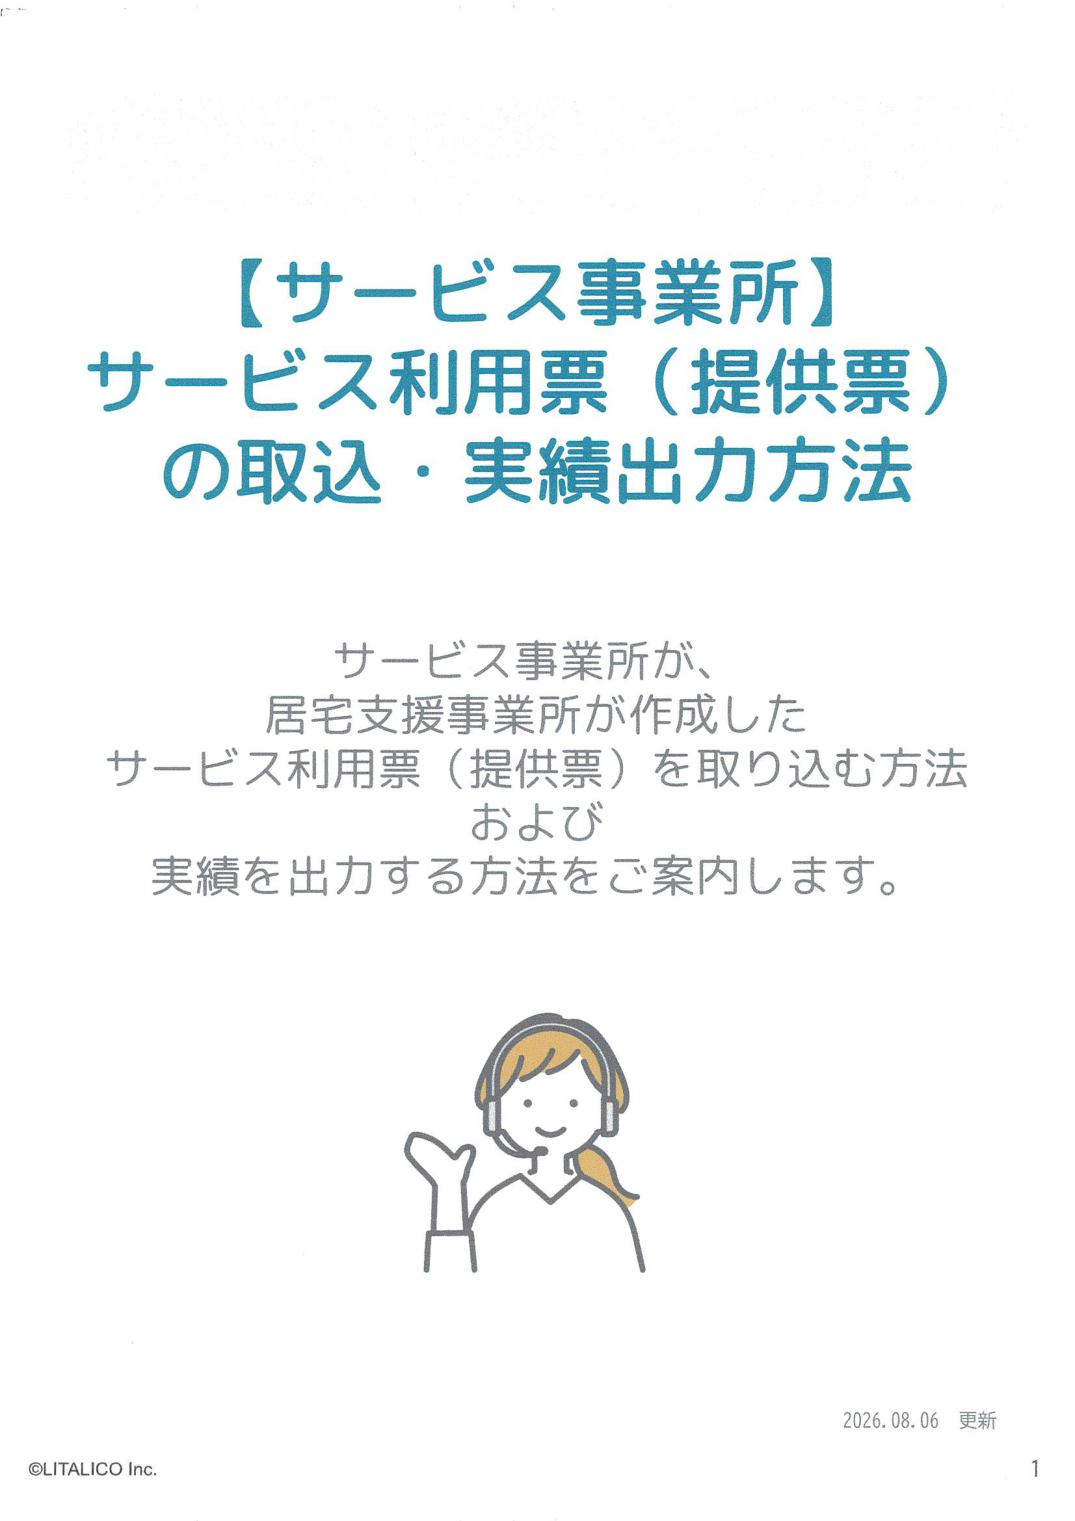 【サービス事業所】
サービス利用票（提供票）
の取込・実績出力方法
サービス事業所が、
居宅支援事業所が作成した
サービス利用票（提供票）を取り込む方法
および
実績を出力する方法をご案内します。
2026.08.06　更新
©LITALICO Inc.
1